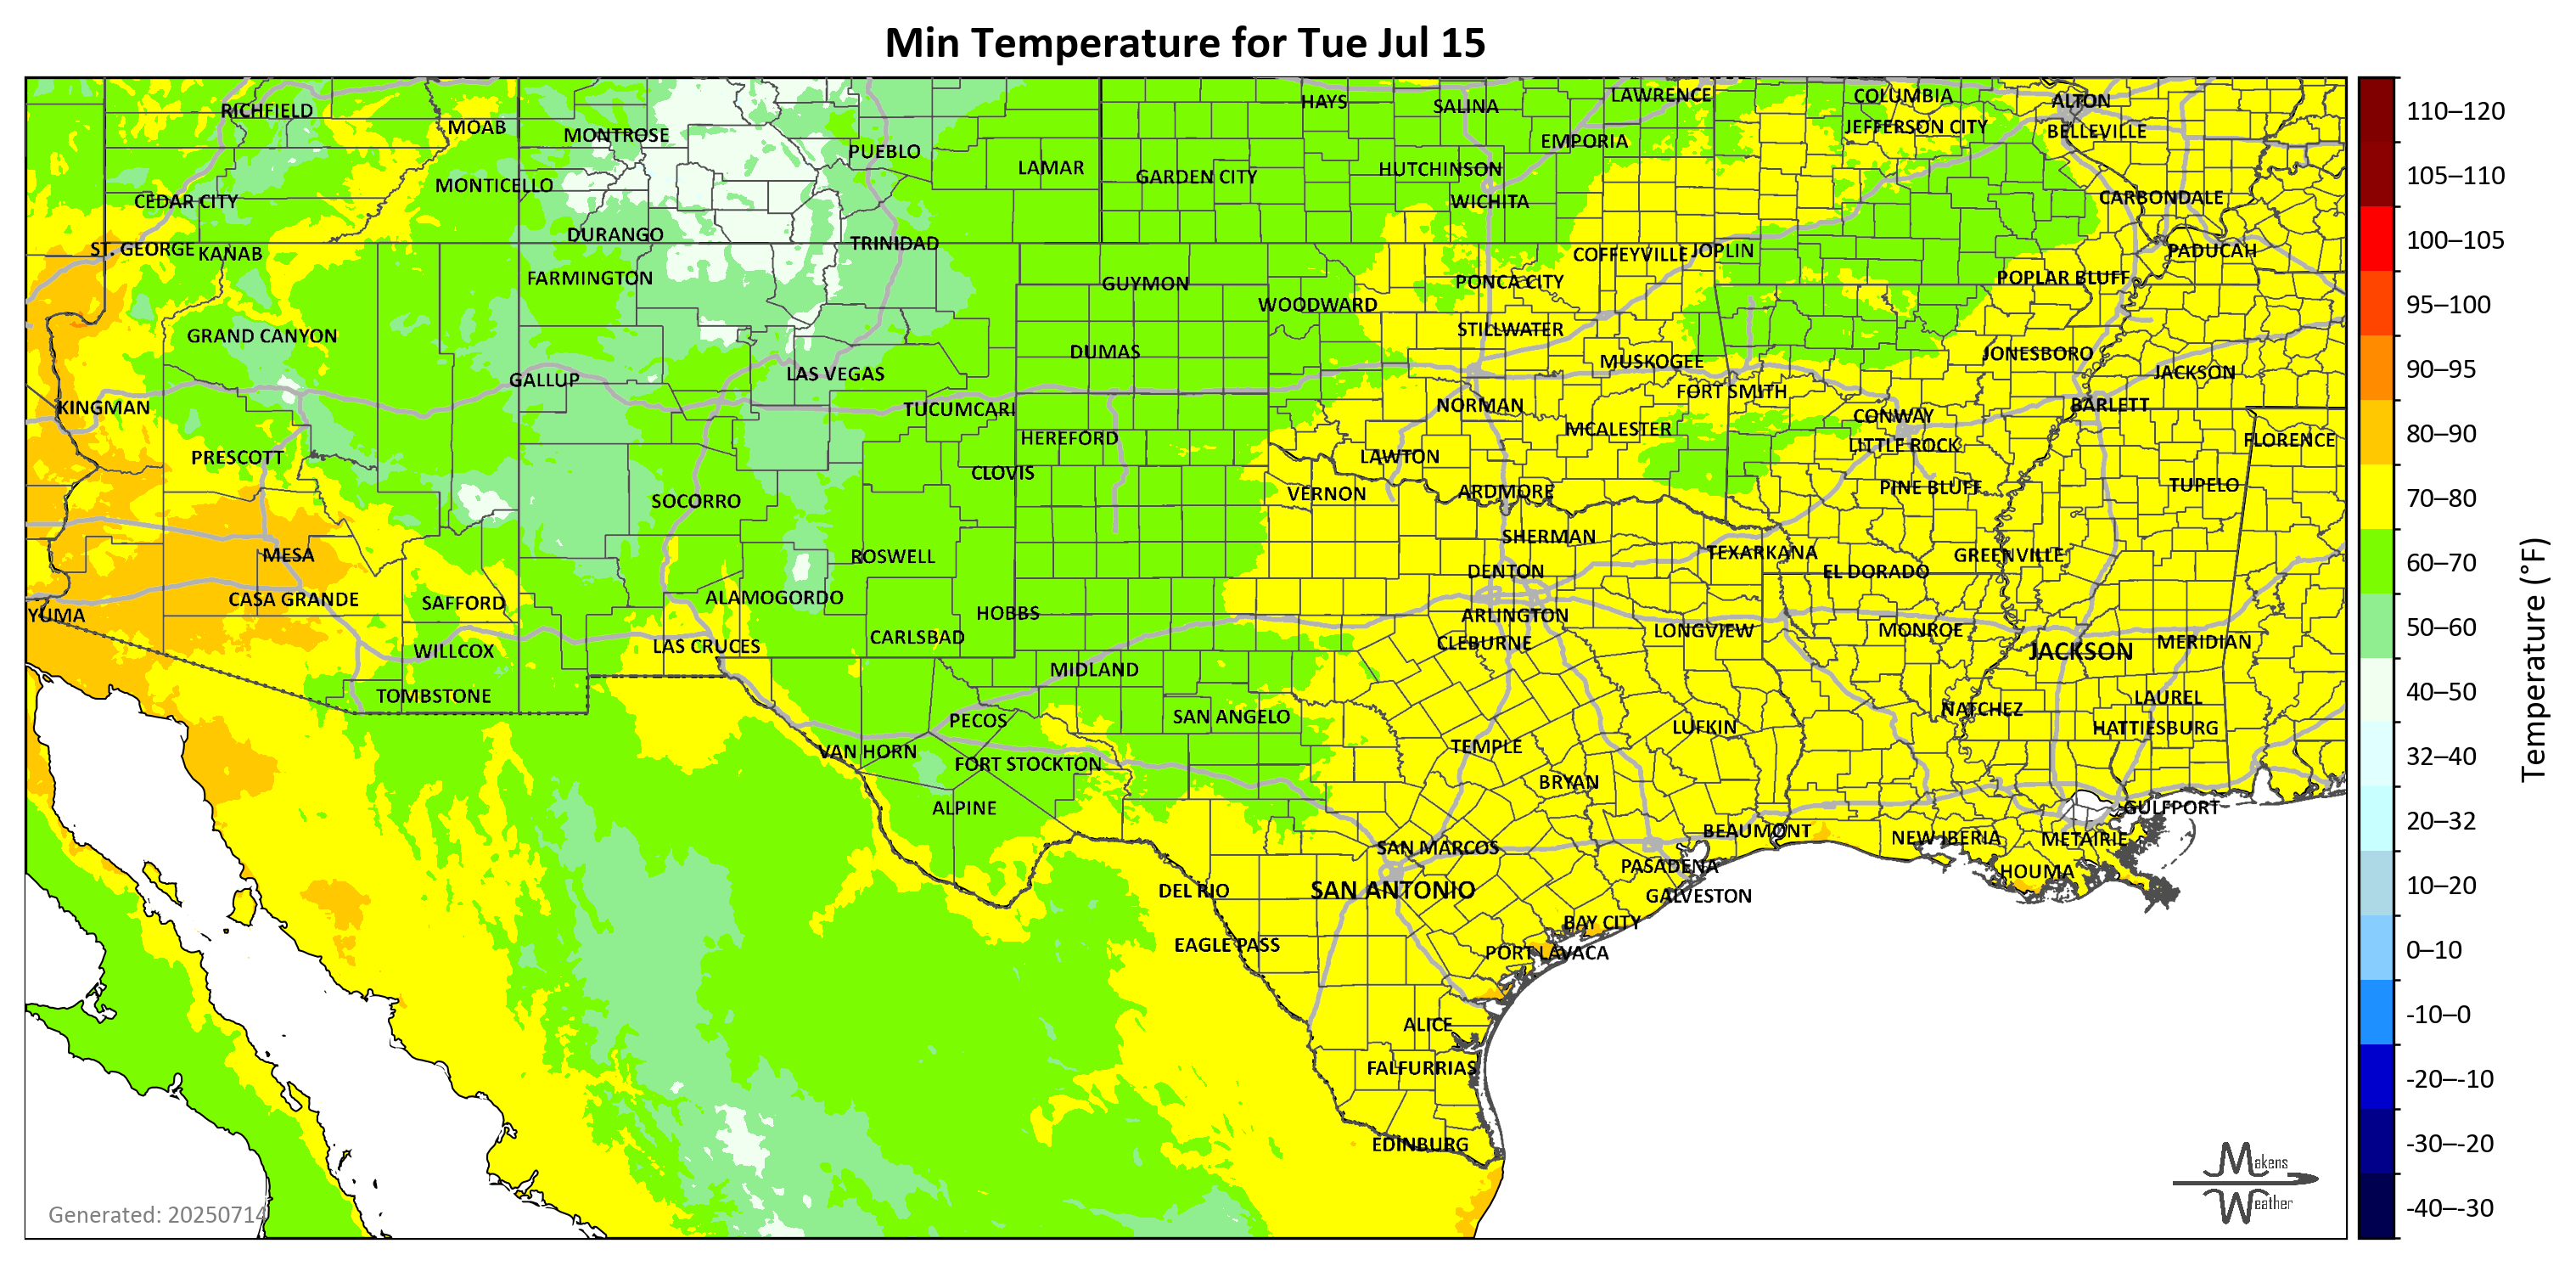 Min Temperature for Tue Jul 15
RICHFIELD
MOAB
MONTROSE
PUEBLO
LAMAR
HAYS
SALINA
LAWRENCE
COLUMBIA
ALTON
GARDEN CITY
HUTCHINSON
EMPORIA
JEFFERSON CITY
BELLEVILLE
MONTICELLO
CEDAR CITY
WICHITA
CARBONDALE
ST. GEORGE
KANAB
DURANGO
TRINIDAD
COFFEYVILLE
JOPLIN
PADUCAH
FARMINGTON
GUYMON
WOODWARD
PONCA CITY
POPLAR BLUFF
GRAND CANYON
DUMAS
STILLWATER
MUSKOGEE
JONESBORO
JACKSON
GALLUP
LAS VEGAS
FORT SMITH
KINGMAN
TUCUMCARI
NORMAN
CONWAY
BARLETT
HEREFORD
MCALESTER
LITTLE ROCK
FLORENCE
PRESCOTT
CLOVIS
LAWTON
SOCORRO
VERNON
ARDMORE
PINE BLUFF
TUPELO
MESA
ROSWELL
SHERMAN
TEXARKANA
GREENVILLE
DENTON
EL DORADO
YUMA
CASA GRANDE
SAFFORD
ALAMOGORDO
HOBBS
ARLINGTON
WILLCOX
LAS CRUCES
CARLSBAD
CLEBURNE
LONGVIEW
MONROE
JACKSON
MERIDIAN
TOMBSTONE
MIDLAND
LAUREL
PECOS
SAN ANGELO
LUFKIN
NATCHEZ
HATTIESBURG
VAN HORN
FORT STOCKTON
TEMPLE
ALPINE
BRYAN
GULFPORT
SAN MARCOS
BEAUMONT
NEW IBERIA
METAIRIE
DEL RIO
SAN ANTONIO
PASADENA
HOUMA
GALVESTON
EAGLE PASS
BAY CITY
PORT LAVACA
ALICE
FALFURRIAS
EDINBURG
Generated: 20250714
Makens
Weather
110–120
105–110
100–105
95–100
90–95
80–90
70–80
60–70
50–60
40–50
32–40
20–32
10–20
0–10
-10–0
-20–-10
-30–-20
-40–-30
Temperature (°F)